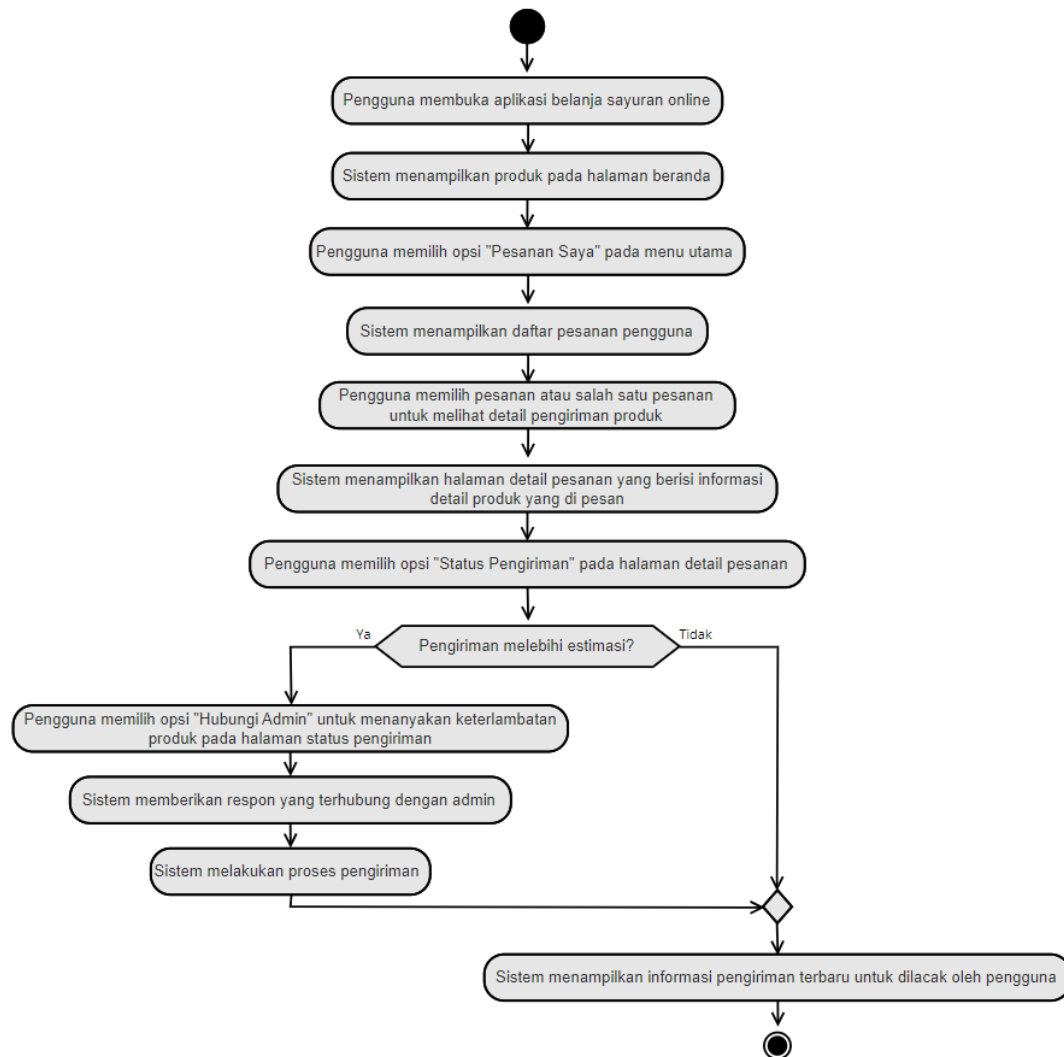 Pengguna membuka aplikasi belanja sayuran online
Sistem menampilkan produk pada halaman beranda
Pengguna memilih opsi "Pesanan Saya" pada menu utama
Sistem menampilkan daftar pesanan pengguna
Pengguna memilih pesanan atau salah satu pesanan
untuk melihat detail pengiriman produk
Sistem menampilkan halaman detail pesanan yang berisi informasi
detail produk yang di pesan
Pengguna memilih opsi "Status Pengiriman" pada halaman detail pesanan
Ya
Pengiriman melebihi estimasi?
Tidak
Pengguna memilih opsi "Hubungi Admin" untuk menanyakan keterlambatan
produk pada halaman status pengiriman
Sistem memberikan respon yang terhubung dengan admin
Sistem melakukan proses pengiriman
Sistem menampilkan informasi pengiriman terbaru untuk dilacak oleh pengguna